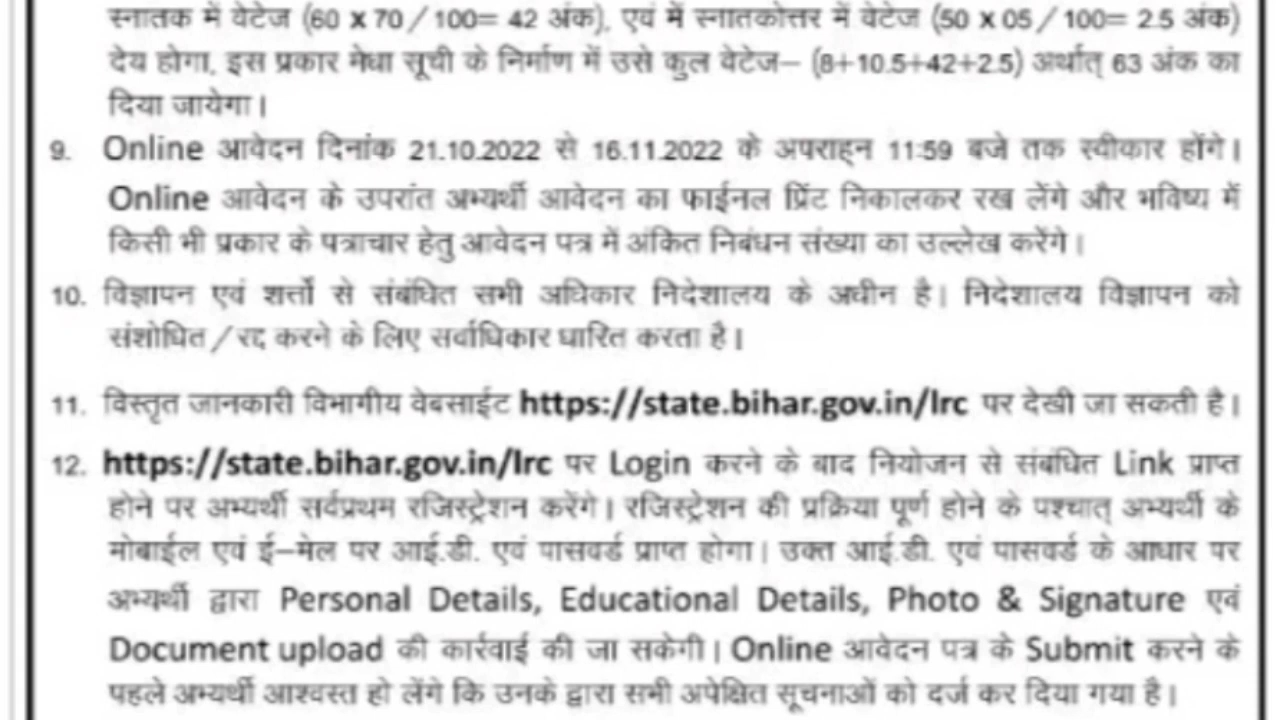 स्नातक में वेटेज (60 x 70 / 100= 42 अंक), एवं में स्नातकोत्तर में वेटेज (50 x 05 / 100= 2.5 अंक)
देय होगा, इस प्रकार मेधा सूची के निर्माण में उसे कुल वेटेज– (8+10.5+42+2.5) अर्थात् 63 अंक का
दिया जायेगा।
9. Online आवेदन दिनांक 21.10.2022 से 16.11.2022 के अपराह्न 11:59 बजे तक स्वीकार होंगे।
Online आवेदन के उपरांत अभ्यर्थी आवेदन का फाईनल प्रिंट निकालकर रख लेंगे और भविष्य में
किसी भी प्रकार के पत्राचार हेतु आवेदन पत्र में अंकित निबंधन संख्या का उल्लेख करेंगे।
10. विज्ञापन एवं शर्त्तो से संबंधित सभी अधिकार निदेशालय के अधीन है। निदेशालय विज्ञापन को
संशोधित / रद्द करने के लिए सर्वाधिकार धारित करता है।
11. विस्तृत जानकारी विभागीय वेबसाईट https://state.bihar.gov.in/lrc पर देखी जा सकती है।
12. https://state.bihar.gov.in/lrc पर Login करने के बाद नियोजन से संबंधित Link प्राप्त
होने पर अभ्यर्थी सर्वप्रथम रजिस्ट्रेशन करेंगे। रजिस्ट्रेशन की प्रक्रिया पूर्ण होने के पश्चात् अभ्यर्थी के
मोबाईल एवं ई–मेल पर आई.डी. एवं पासवर्ड प्राप्त होगा। उक्त आई.डी. एवं पासवर्ड के आधार पर
अभ्यर्थी द्वारा Personal Details, Educational Details, Photo & Signature एवं
Document upload की कार्रवाई की जा सकेगी। Online आवेदन पत्र के Submit करने के
पहले अभ्यर्थी आश्वस्त हो लेंगे कि उनके द्वारा सभी अपेक्षित सूचनाओं को दर्ज कर दिया गया है।